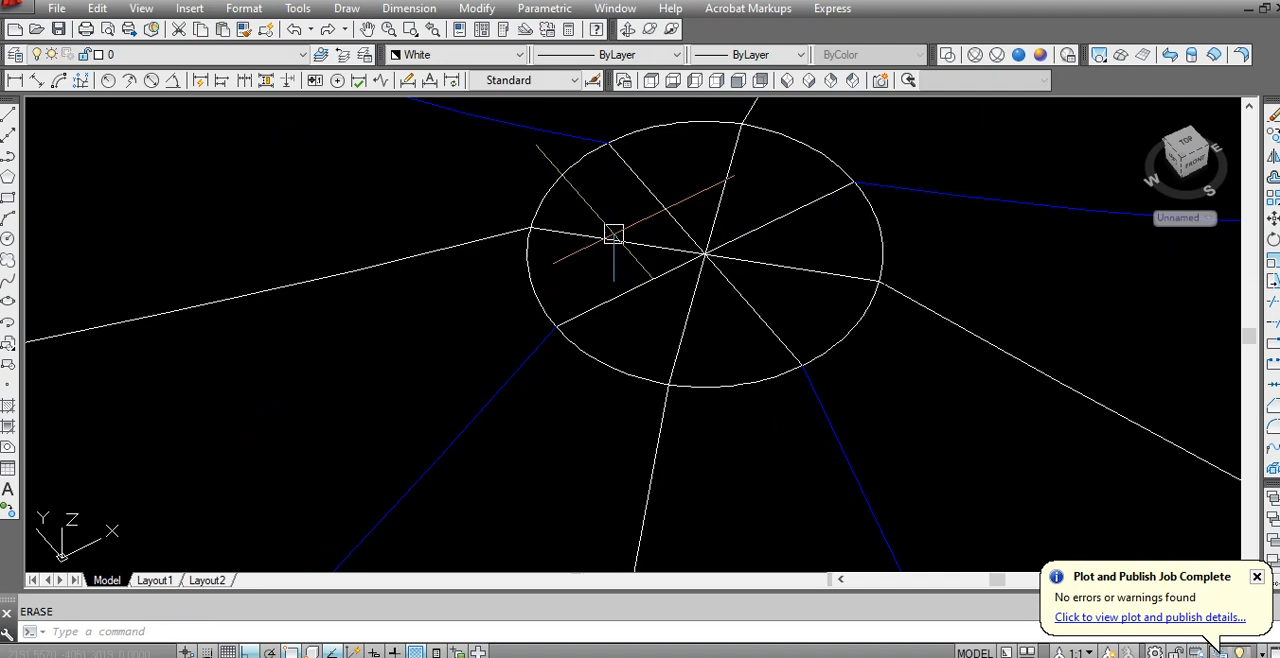 File Edit View Insert Format Tools Draw Dimension Modify Parametric Window Help Acrobat Markups Express
0 White ByLayer ByLayer ByColor
Standard
TOP
FRONT
W
E
S
Unnamed
Y Z X
Model Layout1 Layout2
ERASE
Type a command
Plot and Publish Job Complete
No errors or warnings found
Click to view plot and publish details...
MODEL 1:1